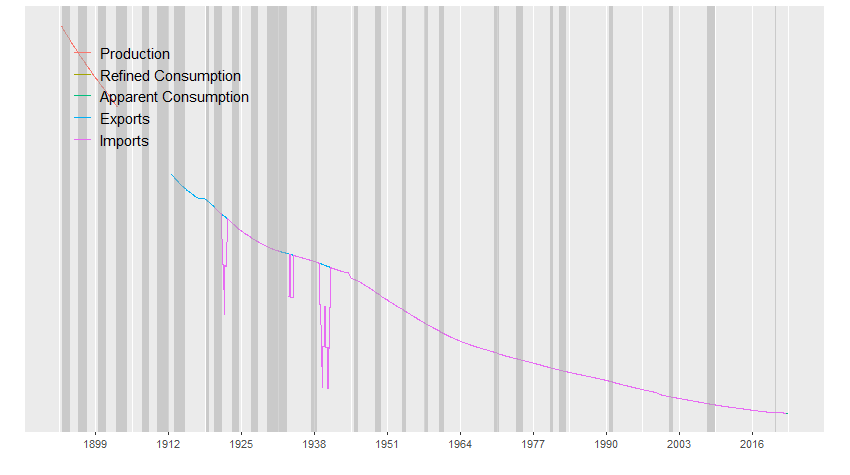 Production
Refined Consumption
Apparent Consumption
Exports
Imports
1899 1912 1925 1938 1951 1964 1977 1990 2003 2016